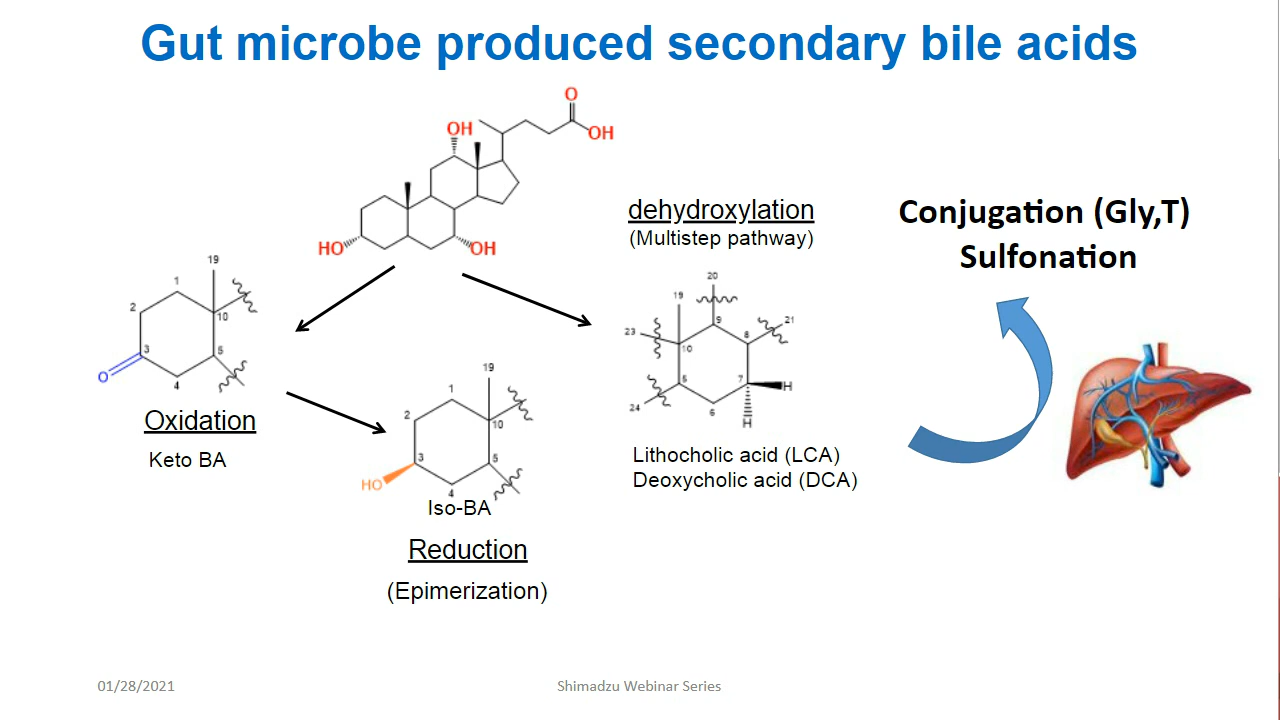 Gut microbe produced secondary bile acids
O
OH
OH
HO
OH
dehydroxylation
(Multistep pathway)
Conjugation (Gly,T)
Sulfonation
19
1
2
10
3
5
4
O
Oxidation
Keto BA
19
1
2
10
3
5
4
HO
Iso-BA
Reduction
(Epimerization)
20
19
23
9
21
8
10
5
7
H
24
6
H
Lithocholic acid (LCA)
Deoxycholic acid (DCA)
01/28/2021
Shimadzu Webinar Series